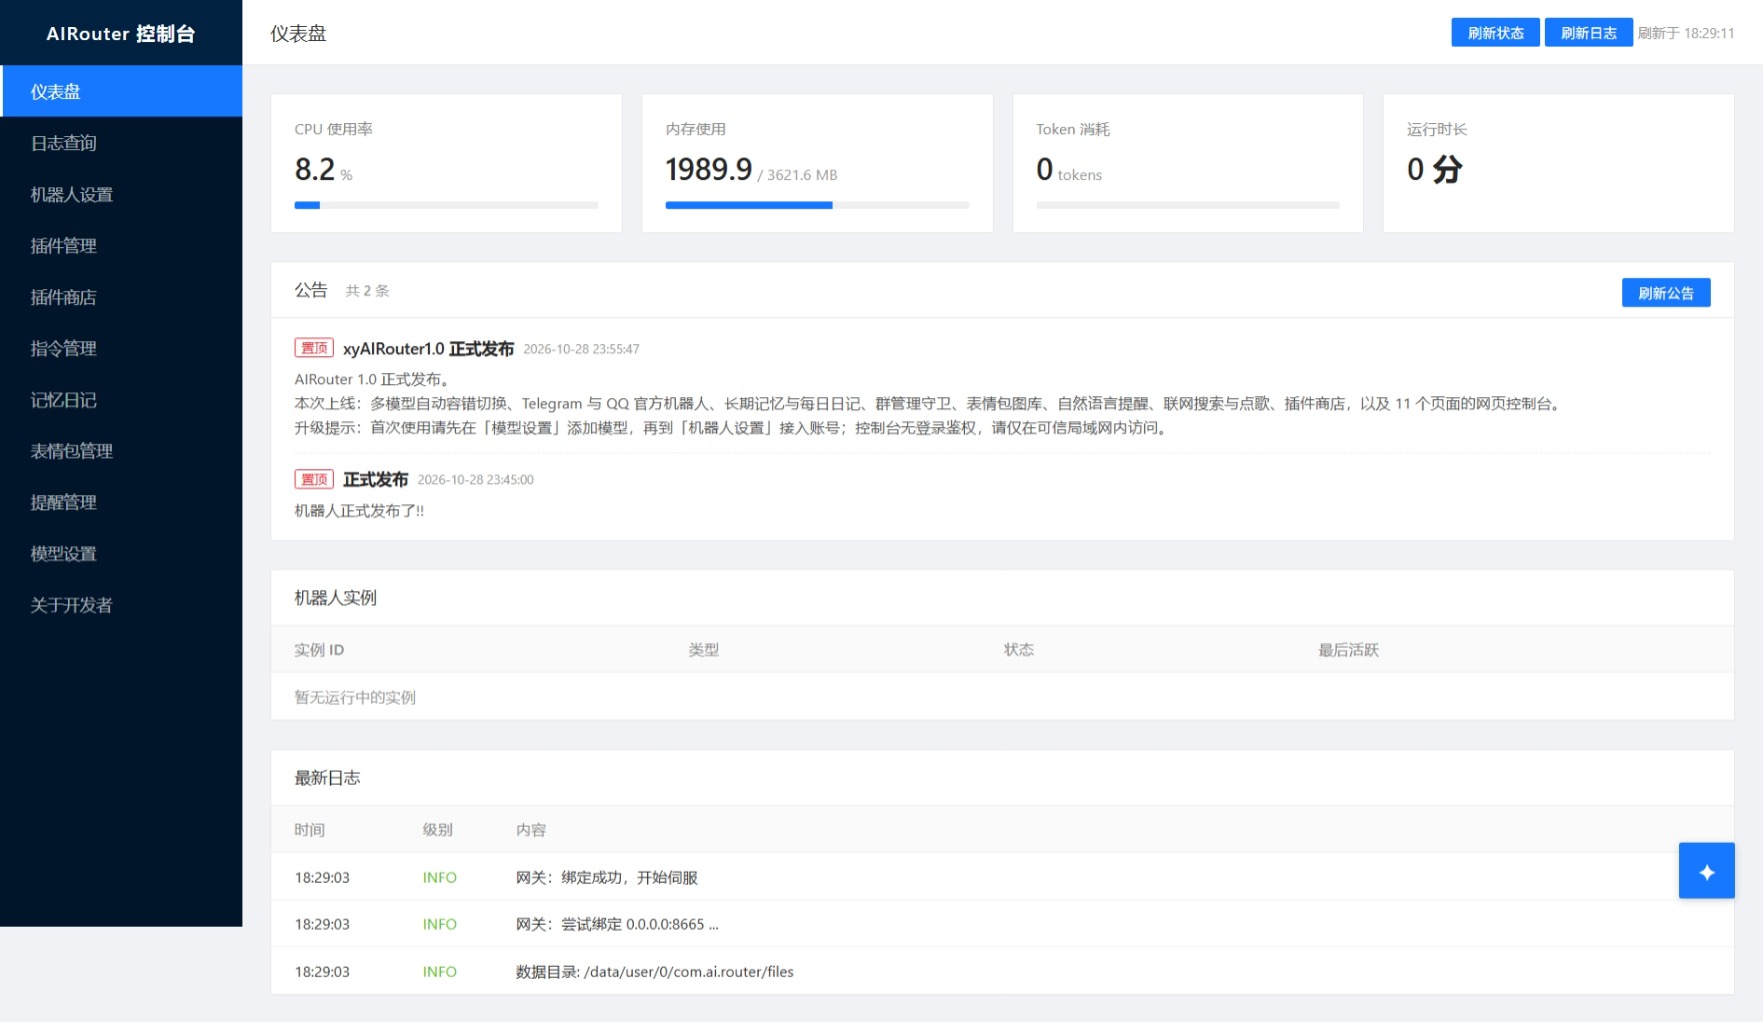 AIRouter 控制台
仪表盘
日志查询
机器人设置
插件管理
插件商店
指令管理
记忆日记
表情包管理
提醒管理
模型设置
关于开发者
仪表盘
刷新状态 刷新日志 刷新于 18:29:11
CPU 使用率
8.2 %
内存使用
1989.9 / 3621.6 MB
Token 消耗
0 tokens
运行时长
0 分
公告 共 2 条
刷新公告
置顶 xyAIRouter1.0 正式发布 2026-10-28 23:55:47
AIRouter 1.0 正式发布。
本次上线：多模型自动容错切换、Telegram 与 QQ 官方机器人、长期记忆与每日日记、群管理守卫、表情包图库、自然语言提醒、联网搜索与点歌、插件商店，以及 11 个页面的网页控制台。
升级提示：首次使用请先在「模型设置」添加模型，再到「机器人设置」接入账号；控制台无登录鉴权，请仅在可信局域网内访问。
置顶 正式发布 2026-10-28 23:45:00
机器人正式发布了!!
机器人实例
实例 ID 类型 状态 最后活跃
暂无运行中的实例
最新日志
时间 级别 内容
18:29:03 INFO 网关：绑定成功，开始伺服
18:29:03 INFO 网关：尝试绑定 0.0.0.0:8665 ...
18:29:03 INFO 数据目录: /data/user/0/com.ai.router/files